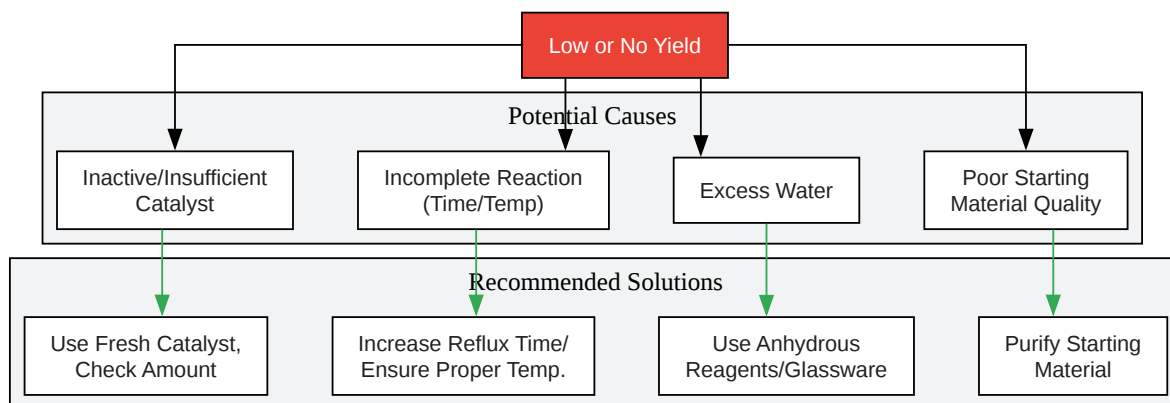 Low or No Yield
Potential Causes
Inactive/Insufficient
Catalyst
Incomplete Reaction
(Time/Temp)
Excess Water
Poor Starting
Material Quality
Recommended Solutions
Use Fresh Catalyst,
Check Amount
Increase Reflux Time/
Ensure Proper Temp.
Use Anhydrous
Reagents/Glassware
Purify Starting
Material